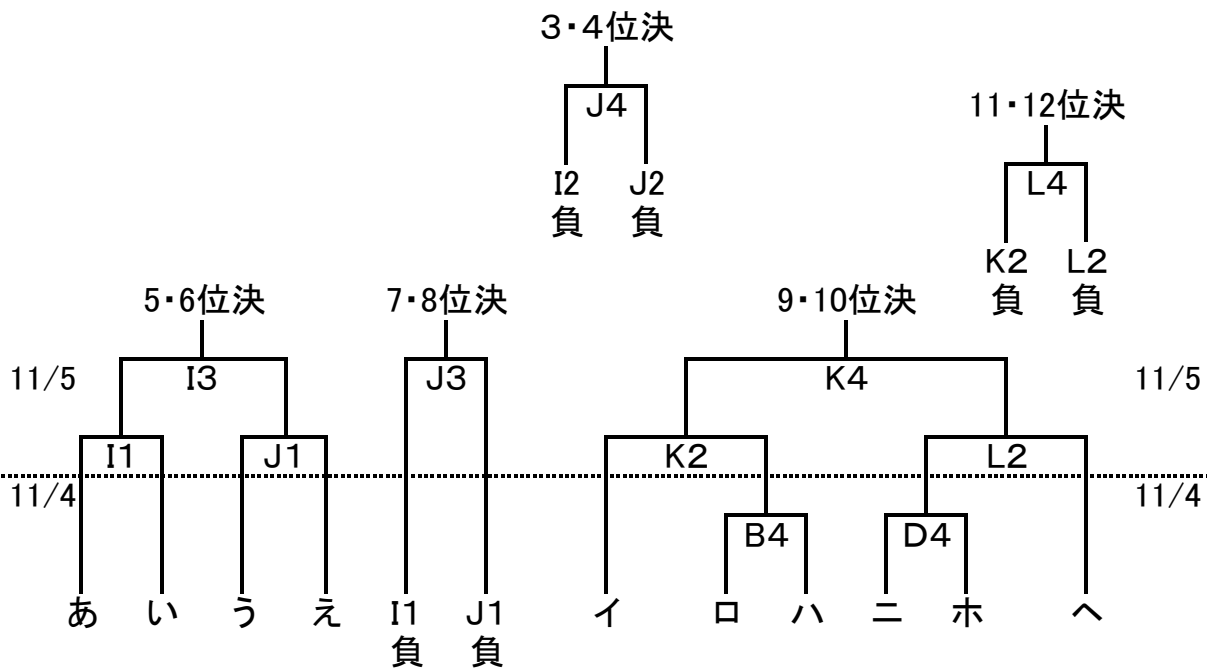 3・4位決
J4
11・12位決
I2
負
J2
負
L4
K2
負
L2
負
5・6位決
7・8位決
9・10位決
11/5
I3
J3
K4
11/5
I1
J1
K2
L2
11/4
11/4
B4
D4
あ
い
う
え
I1
負
J1
負
イ
ロ
ハ
ニ
ホ
ヘ